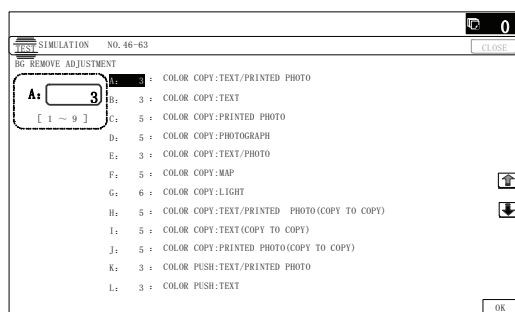 0
TEST SIMULATION NO.46-63
CLOSE
BG REMOVE ADJUSTMENT
A: 3
[ 1 ~ 9 ]
A: 3 : COLOR COPY:TEXT/PRINTED PHOTO
B: 3 : COLOR COPY:TEXT
C: 5 : COLOR COPY:PRINTED PHOTO
D: 5 : COLOR COPY:PHOTOGRAPH
E: 3 : COLOR COPY:TEXT/PHOTO
F: 5 : COLOR COPY:MAP
G: 6 : COLOR COPY:LIGHT
H: 5 : COLOR COPY:TEXT/PRINTED PHOTO(COPY TO COPY)
I: 5 : COLOR COPY:TEXT(COPY TO COPY)
J: 5 : COLOR COPY:PRINTED PHOTO(COPY TO COPY)
K: 3 : COLOR PUSH:TEXT/PRINTED PHOTO
L: 3 : COLOR PUSH:TEXT
OK